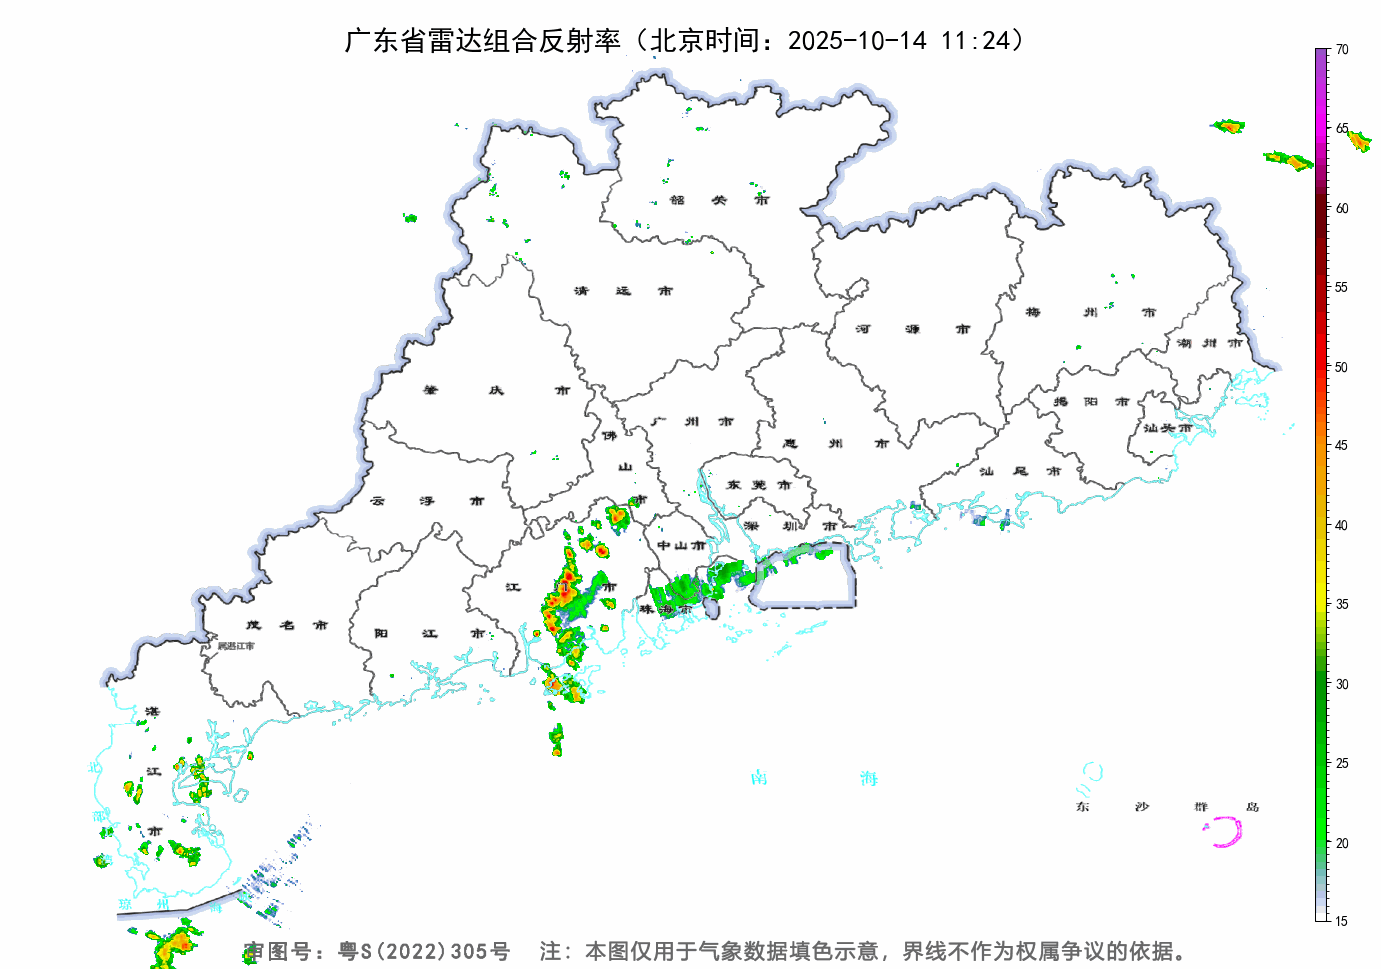 广东省雷达组合反射率（北京时间：2025-10-14 11:24）
70
65
60
55
50
45
40
35
30
25
20
15
韶关市
清远市
河源市
梅州市
潮州市
肇庆市
广州市
佛山市
惠州市
揭阳市
汕头市
汕尾市
东莞市
云浮市
深圳市
中山市
江市
珠海市
茂名市
属湛江市
阳江市
湛江市
北部
南海
东沙群岛
琼州海
审图号：粤S(2022)305号 注：本图仅用于气象数据填色示意，界线不作为权属争议的依据。